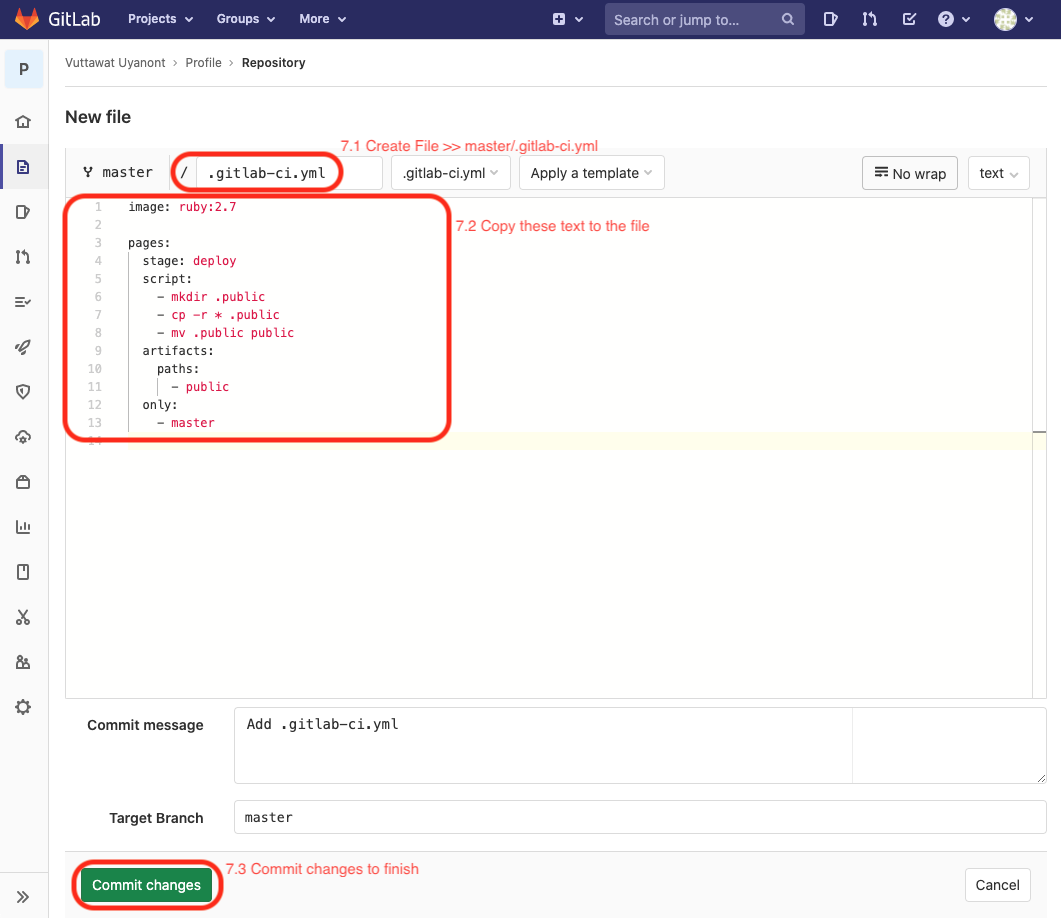 GitLab Projects Groups More Search or jump to...
P
Vuttawat Uyanont › Profile › Repository
New file
7.1 Create File >> master/.gitlab-ci.yml
master / .gitlab-ci.yml .gitlab-ci.yml Apply a template No wrap text
7.2 Copy these text to the file
1 image: ruby:2.7
2
3 pages:
4 stage: deploy
5 script:
6 - mkdir .public
7 - cp -r * .public
8 - mv .public public
9 artifacts:
10 paths:
11 - public
12 only:
13 - master
14
Commit message Add .gitlab-ci.yml
Target Branch master
7.3 Commit changes to finish
Commit changes Cancel